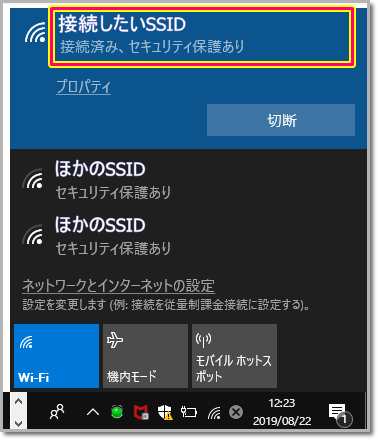 接続したいSSID
接続済み、セキュリティ保護あり
プロパティ
切断
ほかのSSID
セキュリティ保護あり
ほかのSSID
セキュリティ保護あり
ネットワークとインターネットの設定
設定を変更します (例: 接続を従量制課金接続に設定する)。
Wi-Fi
機内モード
モバイル ホットス
ポット
12:23
2019/08/22
1